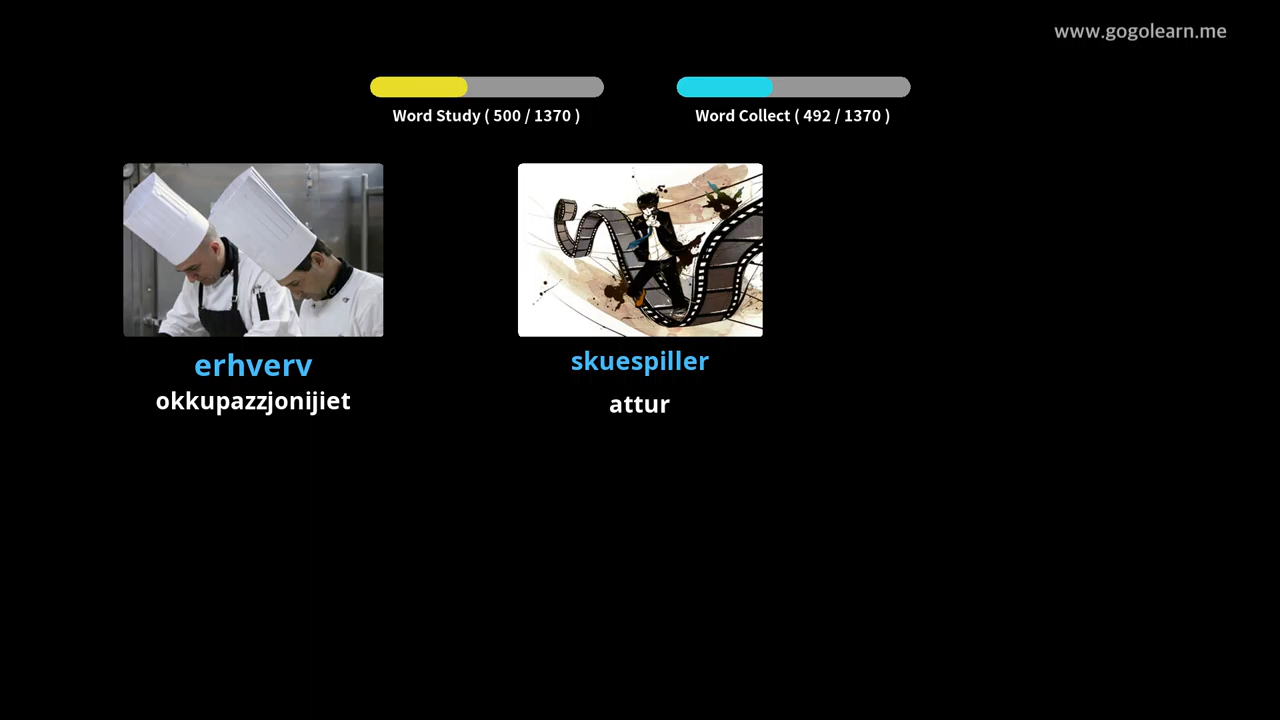 www.gogolearn.me
Word Study ( 500 / 1370 )
Word Collect ( 492 / 1370 )
erhverv
okkupazzjonijiet
skuespiller
attur